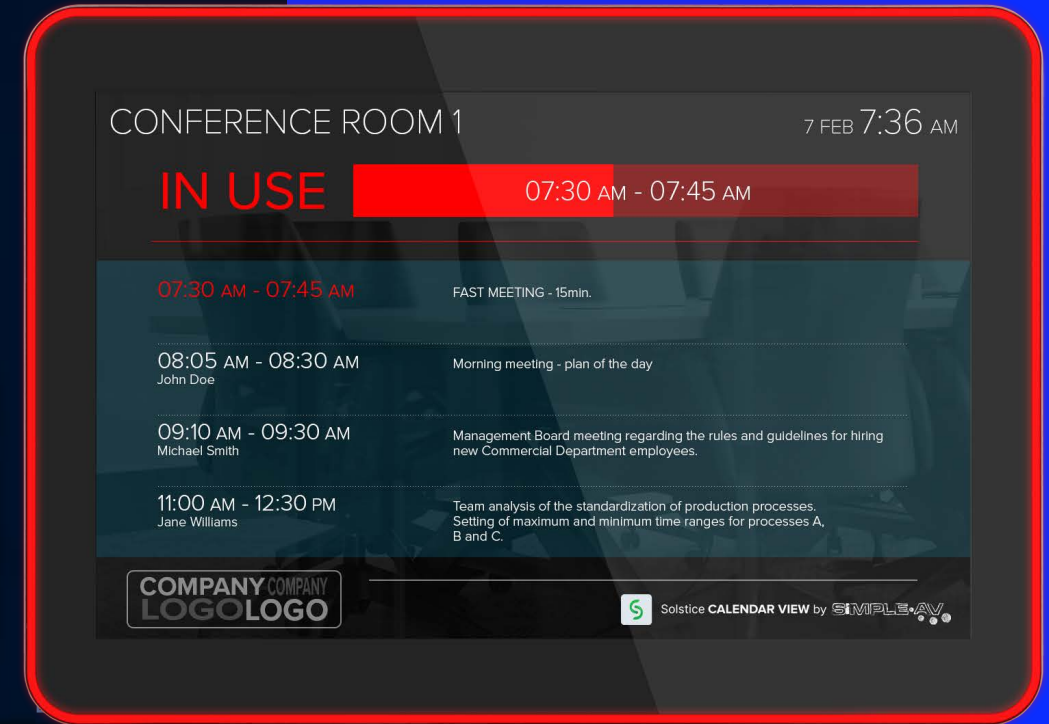 CONFERENCE ROOM 1
7 FEB 7:36 AM
IN USE
07:30 AM - 07:45 AM
07:30 AM - 07:45 AM
FAST MEETING - 15min.
08:05 AM - 08:30 AM
John Doe
Morning meeting - plan of the day
09:10 AM - 09:30 AM
Michael Smith
Management Board meeting regarding the rules and guidelines for hiring
new Commercial Department employees.
11:00 AM - 12:30 PM
Jane Williams
Team analysis of the standardization of production processes.
Setting of maximum and minimum time ranges for processes A,
B and C.
COMPANY COMPANY
LOGOLOGO
S Solstice CALENDAR VIEW by SiMPLE•AV